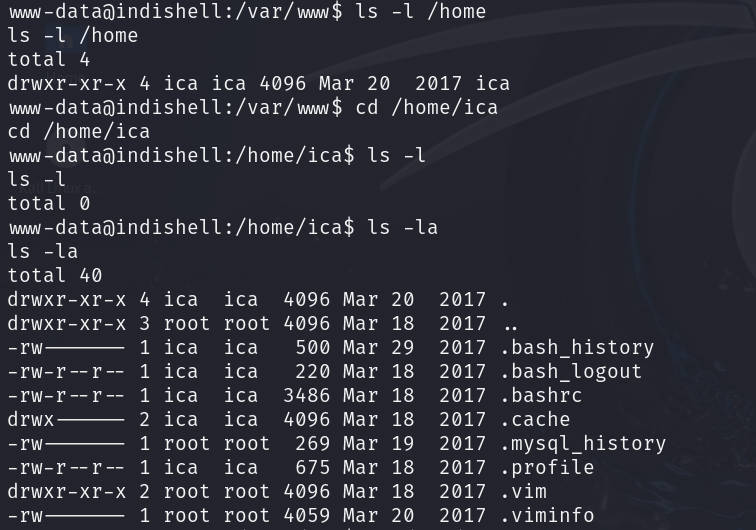 www-data@indishell:/var/www$ ls -l /home
ls -l /home
total 4
drwxr-xr-x 4 ica ica 4096 Mar 20  2017 ica
www-data@indishell:/var/www$ cd /home/ica
cd /home/ica
www-data@indishell:/home/ica$ ls -l
ls -l
total 0
www-data@indishell:/home/ica$ ls -la
ls -la
total 40
drwxr-xr-x 4 ica  ica  4096 Mar 20  2017 .
drwxr-xr-x 3 root root 4096 Mar 18  2017 ..
-rw------- 1 ica  ica   500 Mar 29  2017 .bash_history
-rw-r--r-- 1 ica  ica   220 Mar 18  2017 .bash_logout
-rw-r--r-- 1 ica  ica  3486 Mar 18  2017 .bashrc
drwx------ 2 ica  ica  4096 Mar 18  2017 .cache
-rw------- 1 root root  269 Mar 19  2017 .mysql_history
-rw-r--r-- 1 ica  ica   675 Mar 18  2017 .profile
drwxr-xr-x 2 root root 4096 Mar 18  2017 .vim
-rw------- 1 root root 4059 Mar 20  2017 .viminfo